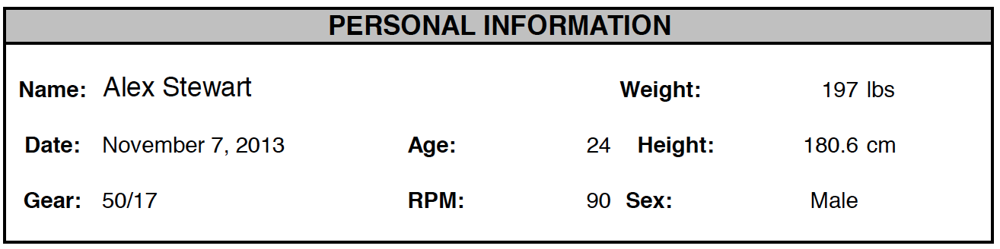 PERSONAL INFORMATION
Name: Alex Stewart Weight: 197 lbs
Date: November 7, 2013 Age: 24 Height: 180.6 cm
Gear: 50/17 RPM: 90 Sex: Male